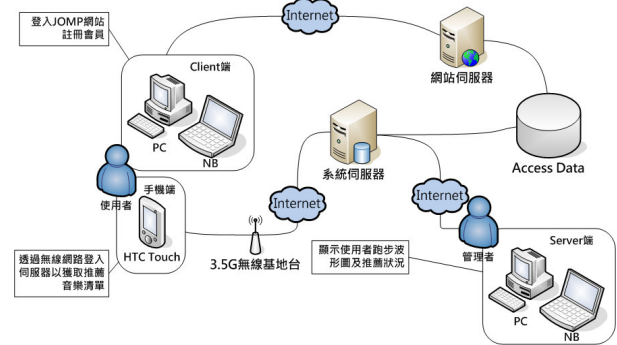 登入JOMP網站
註冊會員
Internet
Client端
PC
NB
網站伺服器
系統伺服器
Access Data
使用者
手機端
HTC Touch
Internet
3.5G無線基地台
Internet
透過無線網路登入
伺服器以獲取推薦
音樂清單
顯示使用者跑步波
形圖及推薦狀況
管理者
Server端
PC
NB